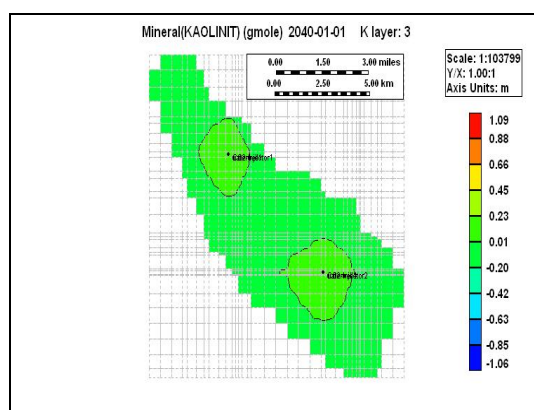 Mineral(KAOLINIT) (gmole) 2040-01-01 K layer: 3
0.00 1.50 3.00 miles
0.00 2.50 5.00 km
Scale: 1:103799
Y/X: 1.00:1
Axis Units: m
1.09
0.88
0.66
0.45
0.23
0.01
-0.20
-0.42
-0.63
-0.85
-1.06